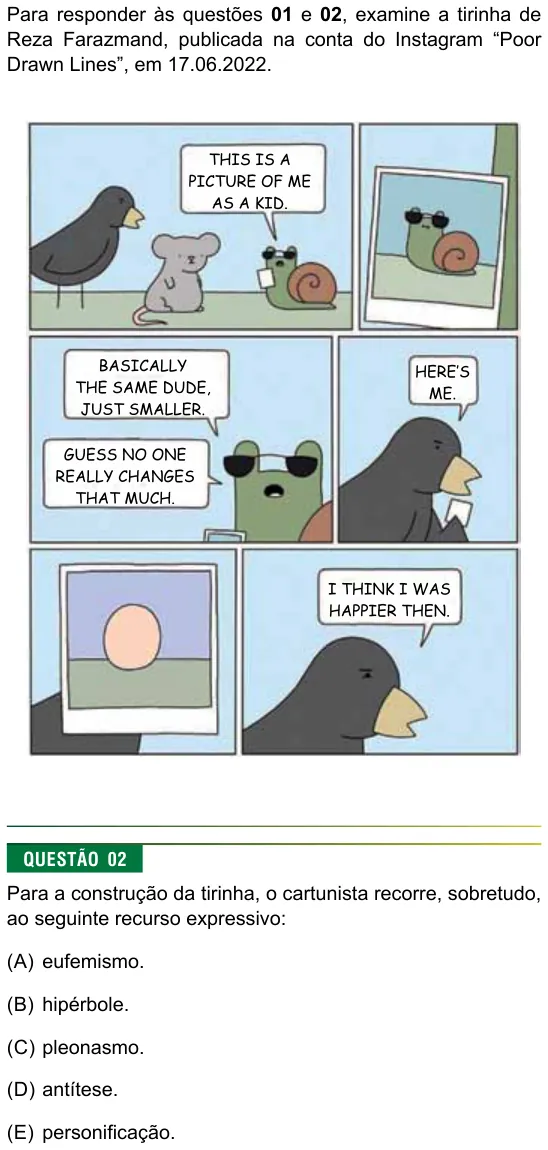 Para responder às questões 01 e 02, examine a tirinha de
Reza Farazmand, publicada na conta do Instagram “Poor
Drawn Lines”, em 17.06.2022.
THIS IS A
PICTURE OF ME
AS A KID.
BASICALLY
THE SAME DUDE,
JUST SMALLER.
GUESS NO ONE
REALLY CHANGES
THAT MUCH.
HERE'S
ME.
I THINK I WAS
HAPPIER THEN.
QUESTÃO 02
Para a construção da tirinha, o cartunista recorre, sobretudo,
ao seguinte recurso expressivo:
(A) eufemismo.
(B) hipérbole.
(C) pleonasmo.
(D) antítese.
(E) personificação.